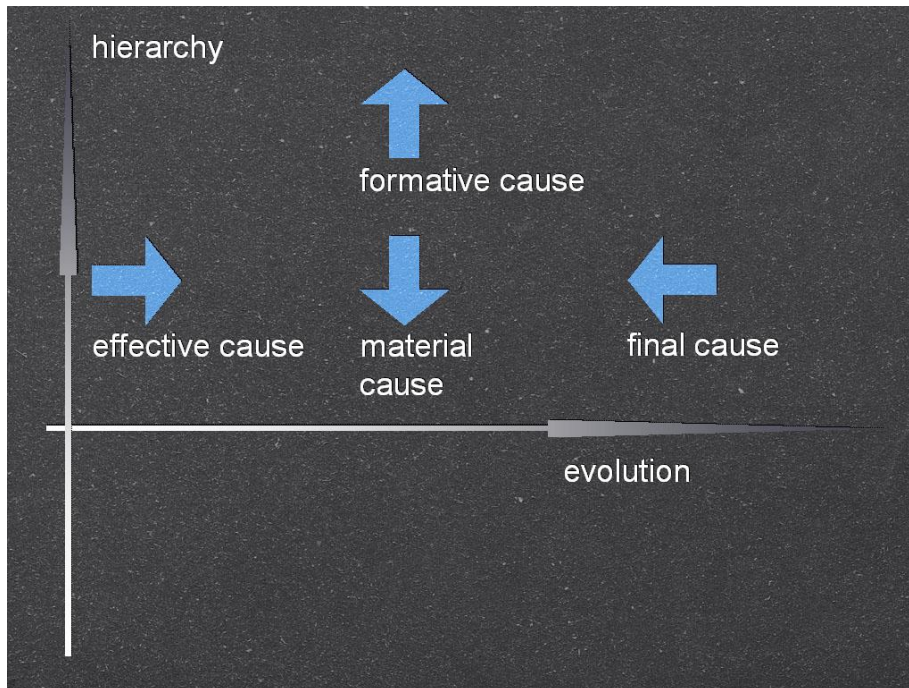 hierarchy
formative cause
effective cause
material
cause
final cause
evolution